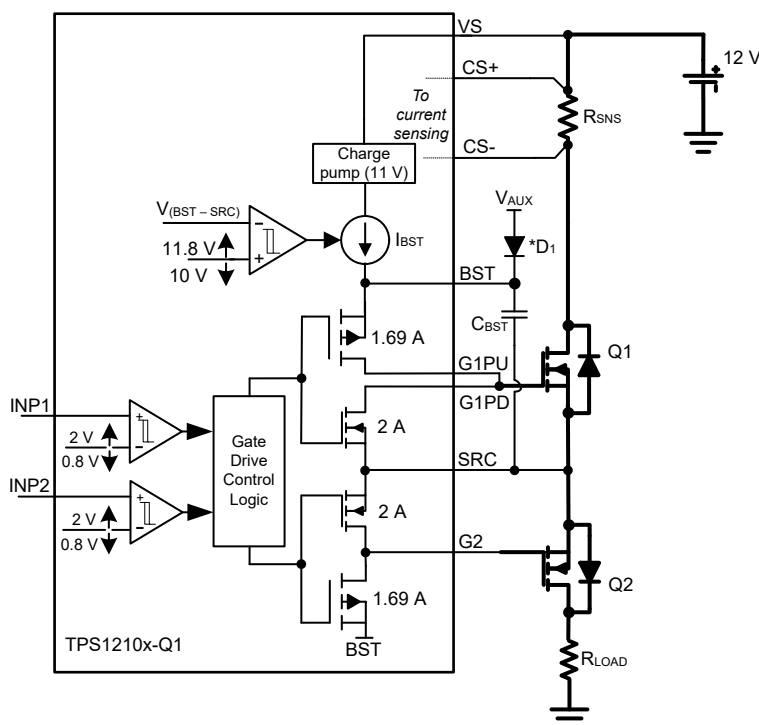 VS
12 V
CS+
To
current
sensing
RSNS
CS-
Charge
pump (11 V)
VAUX
V(BST – SRC)
*D1
11.8 V
10 V
IBST
BST
CBST
1.69 A
Q1
G1PU
G1PD
INP1
2 V
0.8 V
Gate
Drive
Control
Logic
2 A
SRC
INP2
2 V
0.8 V
2 A
G2
Q2
1.69 A
BST
TPS1210x-Q1
RLOAD